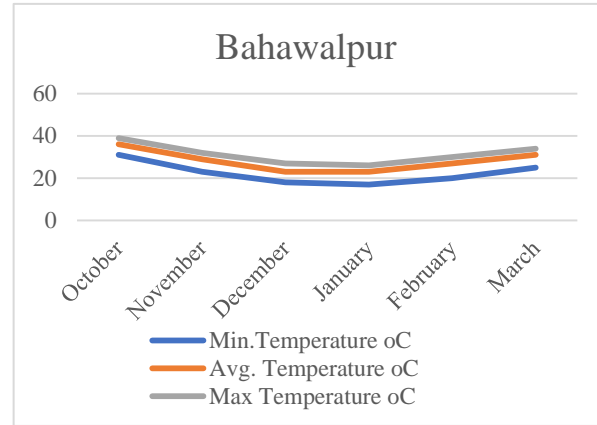 Bahawalpur
60
40
20
0
October
November
December
January
February
March
Min.Temperature oC
Avg. Temperature oC
Max Temperature oC